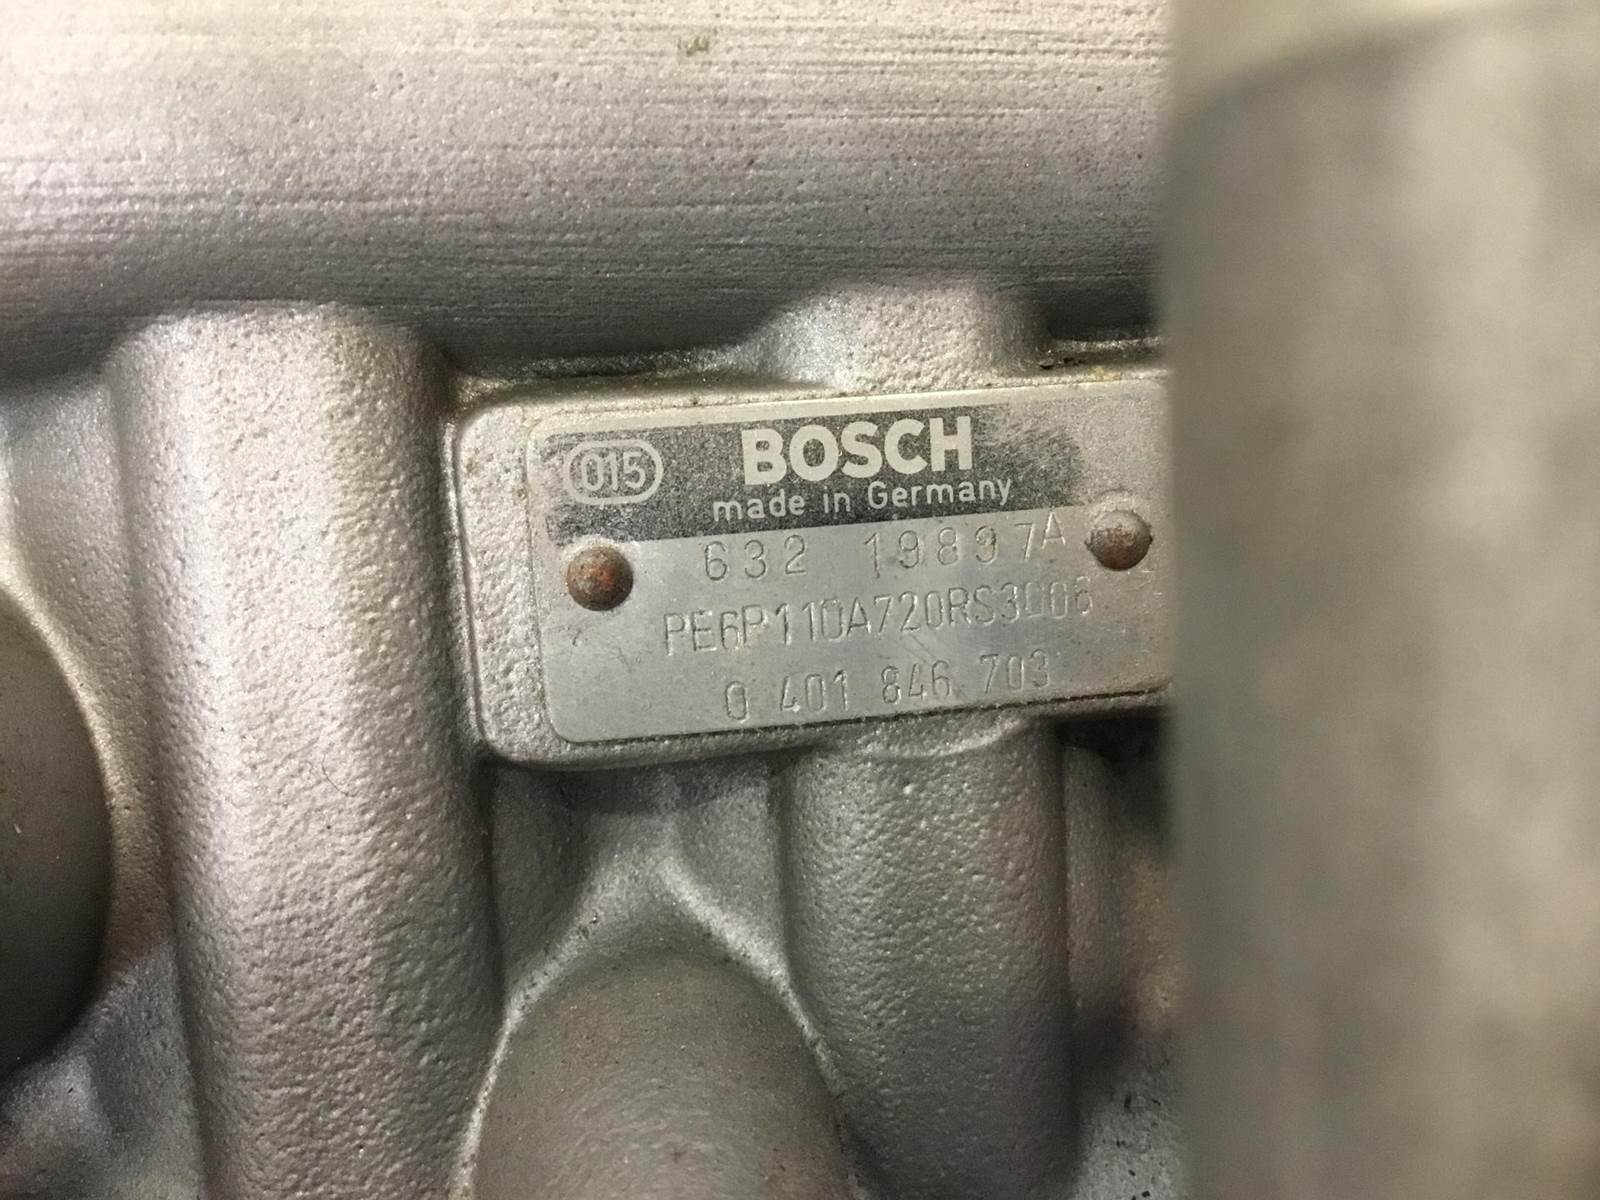 015 BOSCH
made in Germany
632 19897A
PE6P110A720RS3006
0 401 846 703